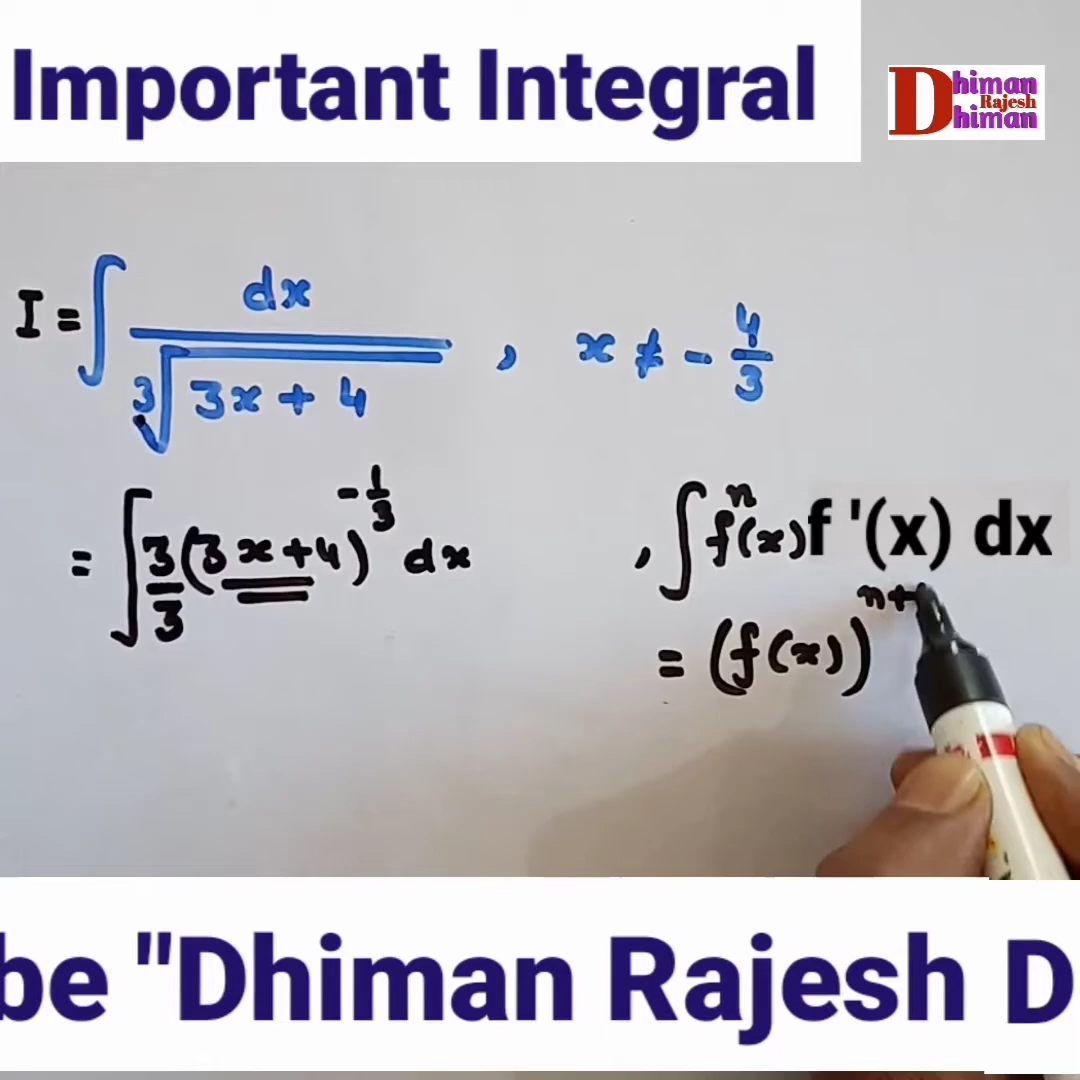 Important Integral
Dhiman
Rajesh
Dhiman
I = ∫ dx / ∛(3x + 4) , x ≠ - 4/3
= ∫ 3/3 (3x+4)^(-1/3) dx , ∫ fⁿ(x) f '(x) dx
= (f(x))^(n+
be "Dhiman Rajesh D